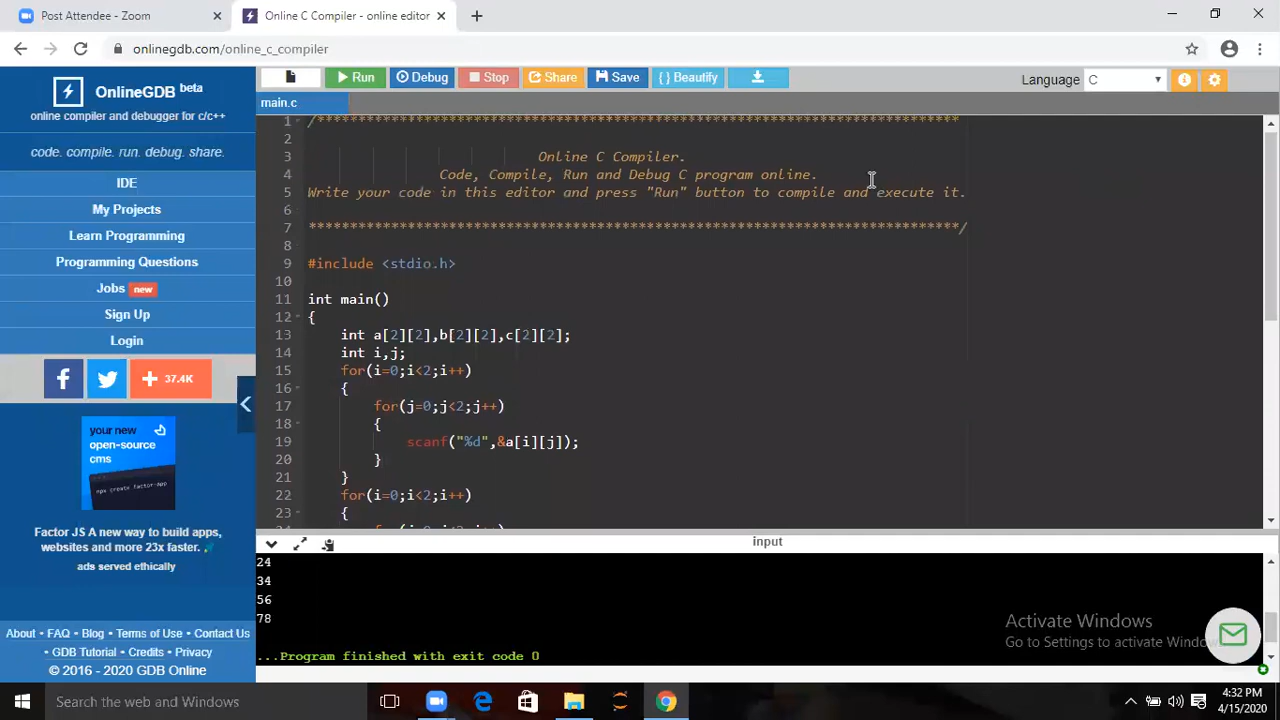 Post Attendee - Zoom
Online C Compiler - online editor
onlinegdb.com/online_c_compiler
OnlineGDB beta
online compiler and debugger for c/c++
code. compile. run. debug. share.
IDE
My Projects
Learn Programming
Programming Questions
Jobs new
Sign Up
Login
37.4K
your new
open-source
cms
npx create factor-app
Factor JS A new way to build apps,
websites and more 23x faster.
ads served ethically
About • FAQ • Blog • Terms of Use • Contact Us
• GDB Tutorial • Credits • Privacy
© 2016 - 2020 GDB Online
Run Debug Stop Share Save { } Beautify Language C
main.c
1 /******************************************************************************
2
3 Online C Compiler.
4 Code, Compile, Run and Debug C program online.
5 Write your code in this editor and press "Run" button to compile and execute it.
6
7 *******************************************************************************/
8
9 #include <stdio.h>
10
11 int main()
12 {
13 int a[2][2],b[2][2],c[2][2];
14 int i,j;
15 for(i=0;i<2;i++)
16 {
17 for(j=0;j<2;j++)
18 {
19 scanf("%d",&a[i][j]);
20 }
21 }
22 for(i=0;i<2;i++)
23 {
input
24
34
56
78
...Program finished with exit code 0
Activate Windows
Go to Settings to activate Windows
Search the web and Windows
4:32 PM
4/15/2020